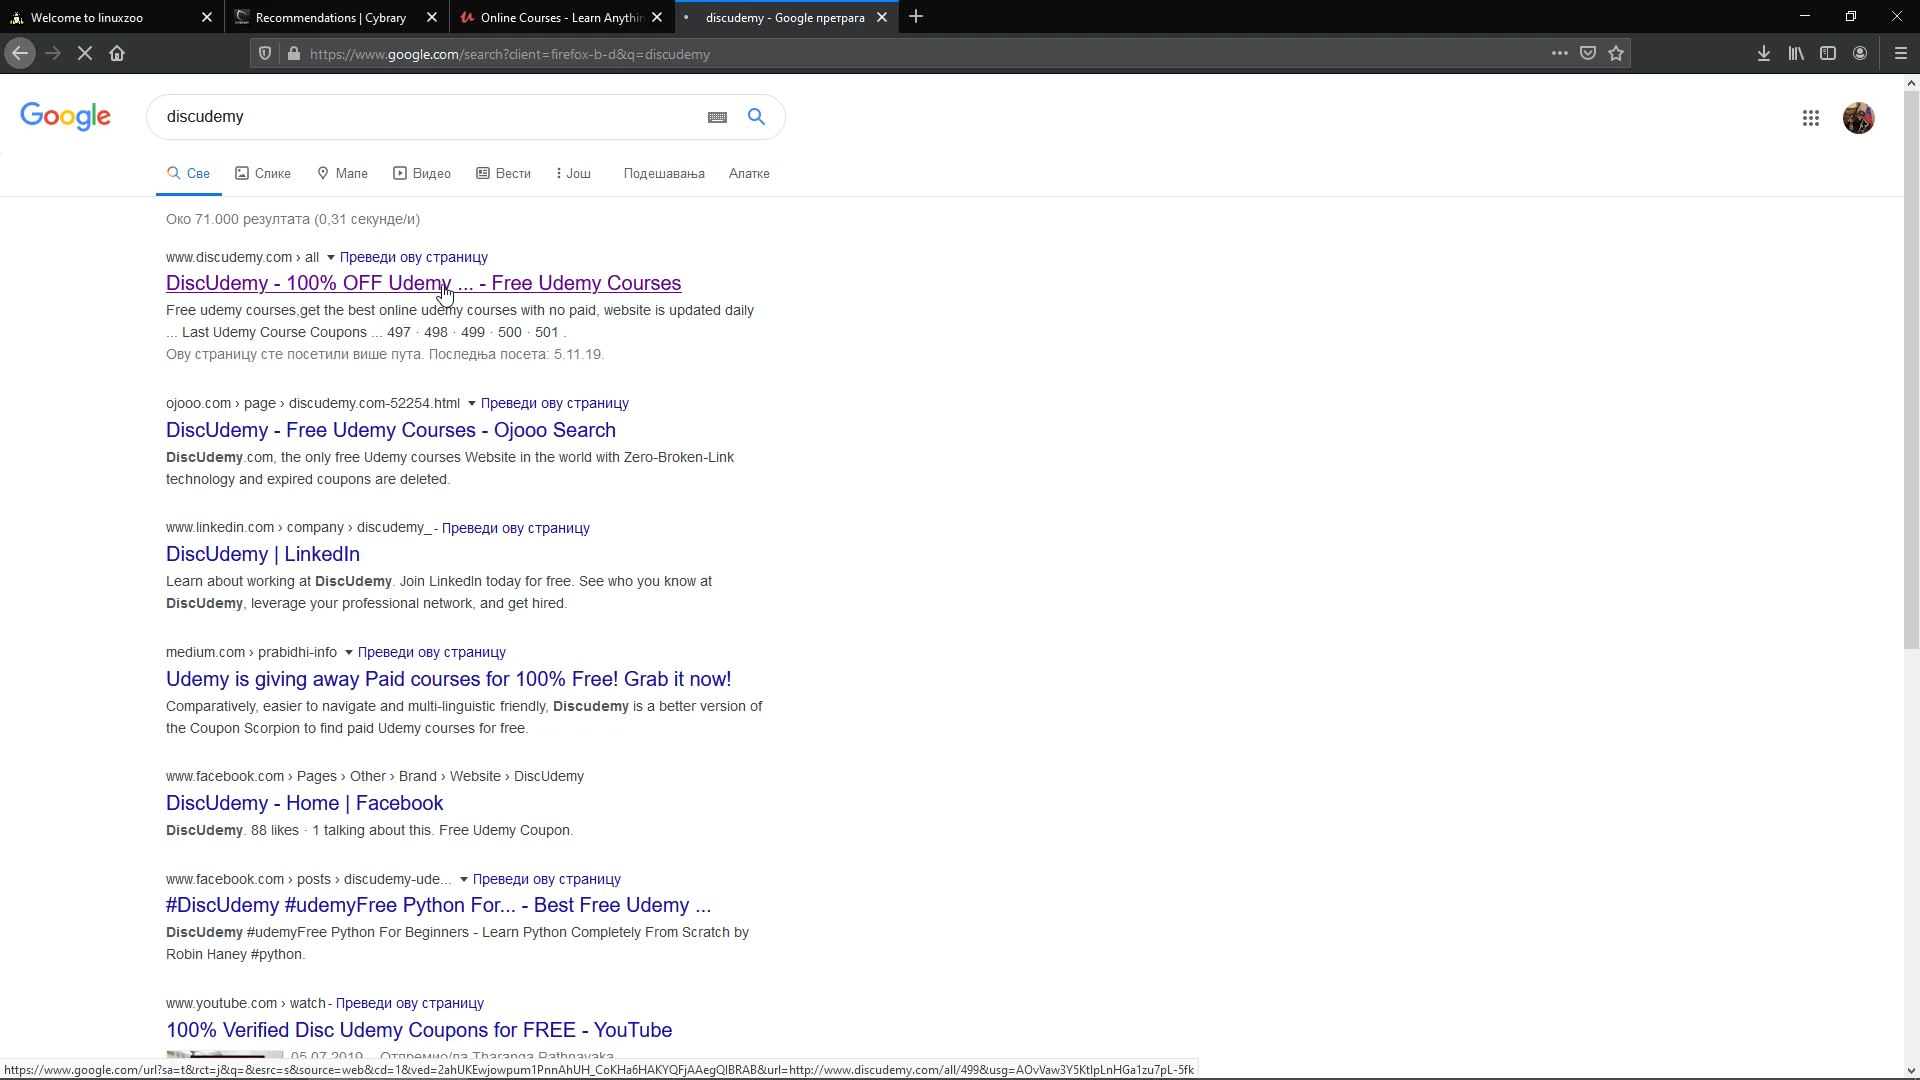 Welcome to linuxzoo
Recommendations | Cybrary
Online Courses - Learn Anythin
discudemy - Google претрага
https://www.google.com/search?client=firefox-b-d&q=discudemy
Google
discudemy
Све Слике Мапе Видео Вести Још Подешавања Алатке
Око 71.000 резултата (0,31 секунде/и)
www.discudemy.com › all Преведи ову страницу
DiscUdemy - 100% OFF Udemy ... - Free Udemy Courses
Free udemy courses,get the best online udemy courses with no paid, website is updated daily
... Last Udemy Course Coupons ... 497 · 498 · 499 · 500 · 501 .
Ову страницу сте посетили више пута. Последња посета: 5.11.19.
ojooo.com › page › discudemy.com-52254.html Преведи ову страницу
DiscUdemy - Free Udemy Courses - Ojooo Search
DiscUdemy.com, the only free Udemy courses Website in the world with Zero-Broken-Link
technology and expired coupons are deleted.
www.linkedin.com › company › discudemy_ - Преведи ову страницу
DiscUdemy | LinkedIn
Learn about working at DiscUdemy. Join LinkedIn today for free. See who you know at
DiscUdemy, leverage your professional network, and get hired.
medium.com › prabidhi-info Преведи ову страницу
Udemy is giving away Paid courses for 100% Free! Grab it now!
Comparatively, easier to navigate and multi-linguistic friendly, Discudemy is a better version of
the Coupon Scorpion to find paid Udemy courses for free.
www.facebook.com › Pages › Other › Brand › Website › DiscUdemy
DiscUdemy - Home | Facebook
DiscUdemy. 88 likes · 1 talking about this. Free Udemy Coupon.
www.facebook.com › posts › discudemy-ude... Преведи ову страницу
#DiscUdemy #udemyFree Python For... - Best Free Udemy ...
DiscUdemy #udemyFree Python For Beginners - Learn Python Completely From Scratch by
Robin Haney #python.
www.youtube.com › watch - Преведи ову страницу
100% Verified Disc Udemy Coupons for FREE - YouTube
05.07.2019. Отпремио/ла Tharanga Rathnayaka
https://www.google.com/url?sa=t&rct=j&q=&esrc=s&source=web&cd=1&ved=2ahUKEwjowpum1PnnAhUH_CoKHa6HAKYQFjAAegQIBRAB&url=http://www.discudemy.com/all/499&usg=AOvVaw3Y5KtlpLnHGa1zu7pL-5fk